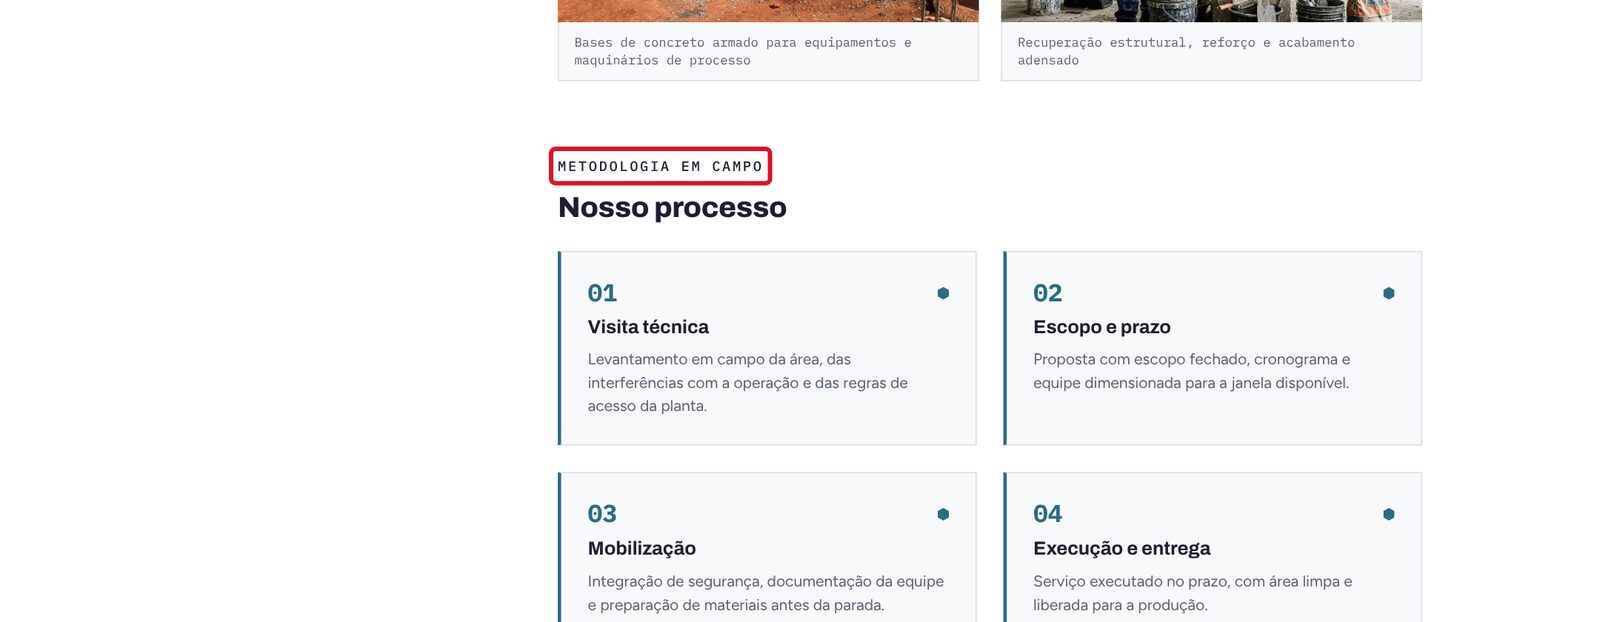 Bases de concreto armado para equipamentos e
maquinários de processo
Recuperação estrutural, reforço e acabamento
adensado
METODOLOGIA EM CAMPO
Nosso processo
01
Visita técnica
Levantamento em campo da área, das
interferências com a operação e das regras de
acesso da planta.
02
Escopo e prazo
Proposta com escopo fechado, cronograma e
equipe dimensionada para a janela disponível.
03
Mobilização
Integração de segurança, documentação da equipe
e preparação de materiais antes da parada.
04
Execução e entrega
Serviço executado no prazo, com área limpa e
liberada para a produção.